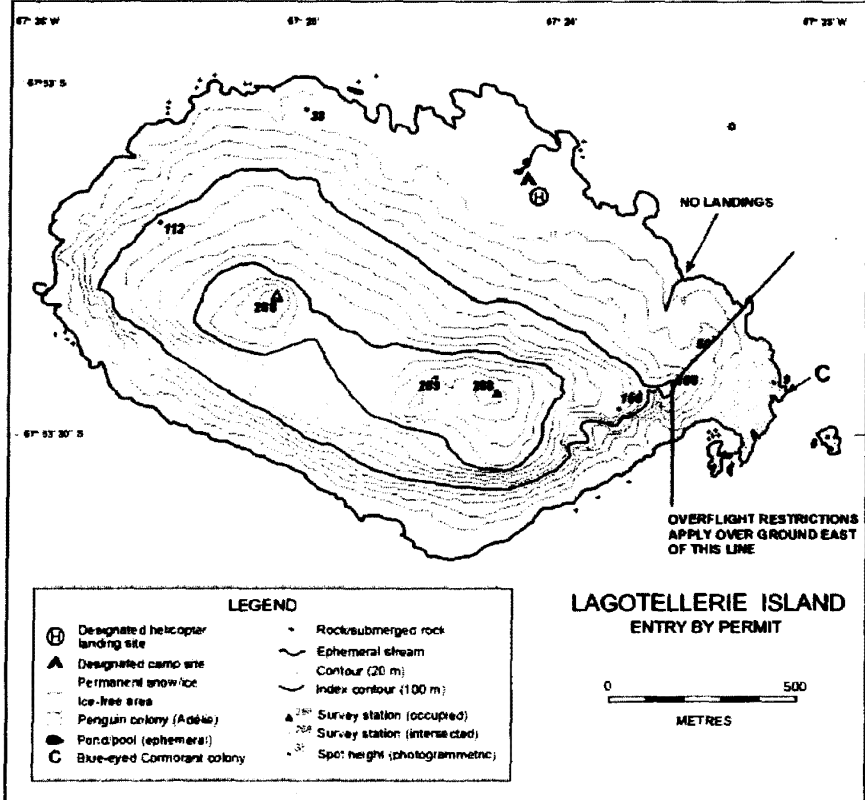 67° 26' W
67° 25'
67° 24'
67° 23' W
67° 53' S
38
112
NO LANDINGS
C
67° 53' 30" S
OVERFLIGHT RESTRICTIONS
APPLY OVER GROUND EAST
OF THIS LINE
LEGEND
H Designated helicopter
landing site
Designated camp site
Permanent snow/ice
Ice-free area
Penguin colony (Adélie)
Pond/pool (ephemeral)
C Blue-eyed Cormorant colony
Rock/submerged rock
Ephemeral stream
Contour (20 m)
Index contour (100 m)
Survey station (occupied)
Survey station (intersected)
Spot height (photogrammetric)
LAGOTELLERIE ISLAND
ENTRY BY PERMIT
0 500
METRES